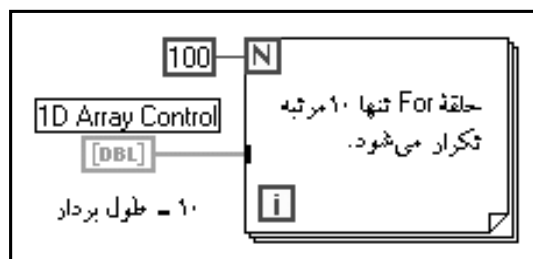 100
N
حلقهٔ For تنها ۱۰ مرتبه
تکرار می‌شود.
1D Array Control
[DBL]
۱۰ = طول بردار
i